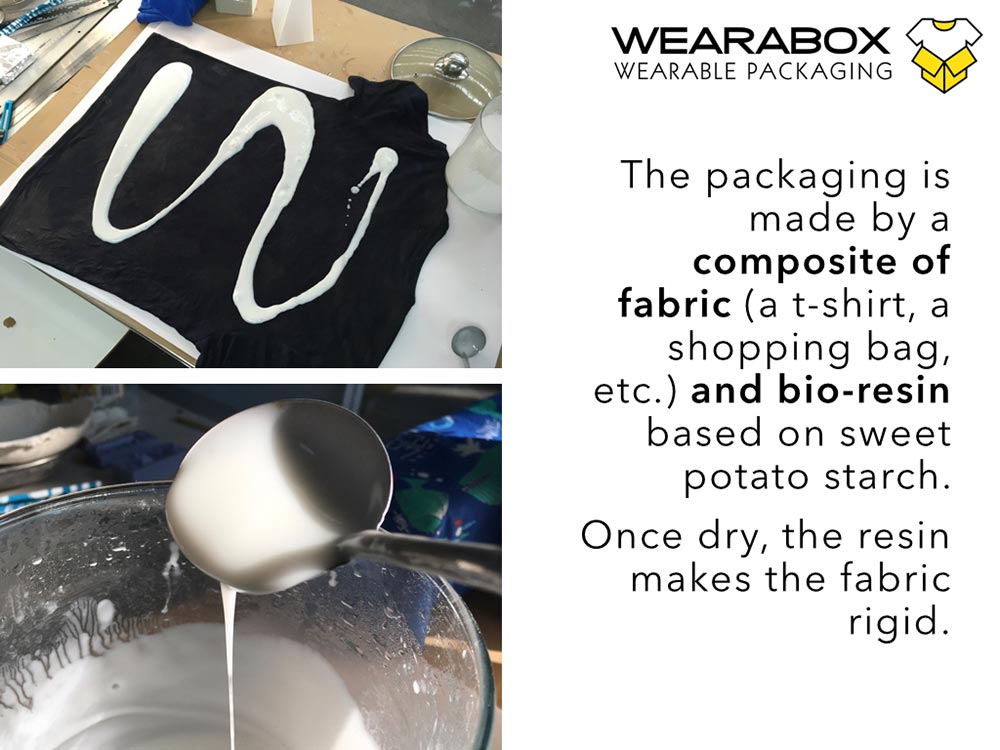 WEARABOX
WEARABLE PACKAGING
The packaging is
made by a
composite of
fabric (a t-shirt, a
shopping bag,
etc.) and bio-resin
based on sweet
potato starch.
Once dry, the resin
makes the fabric
rigid.